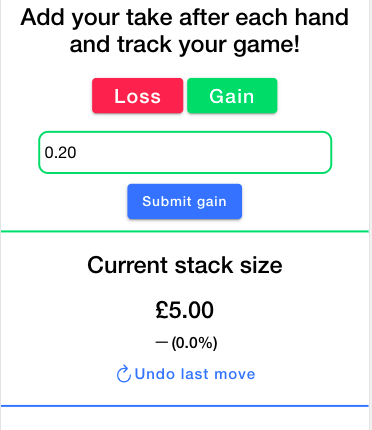 Add your take after each hand
and track your game!
Loss Gain
0.20
Submit gain
Current stack size
£5.00
— (0.0%)
Undo last move